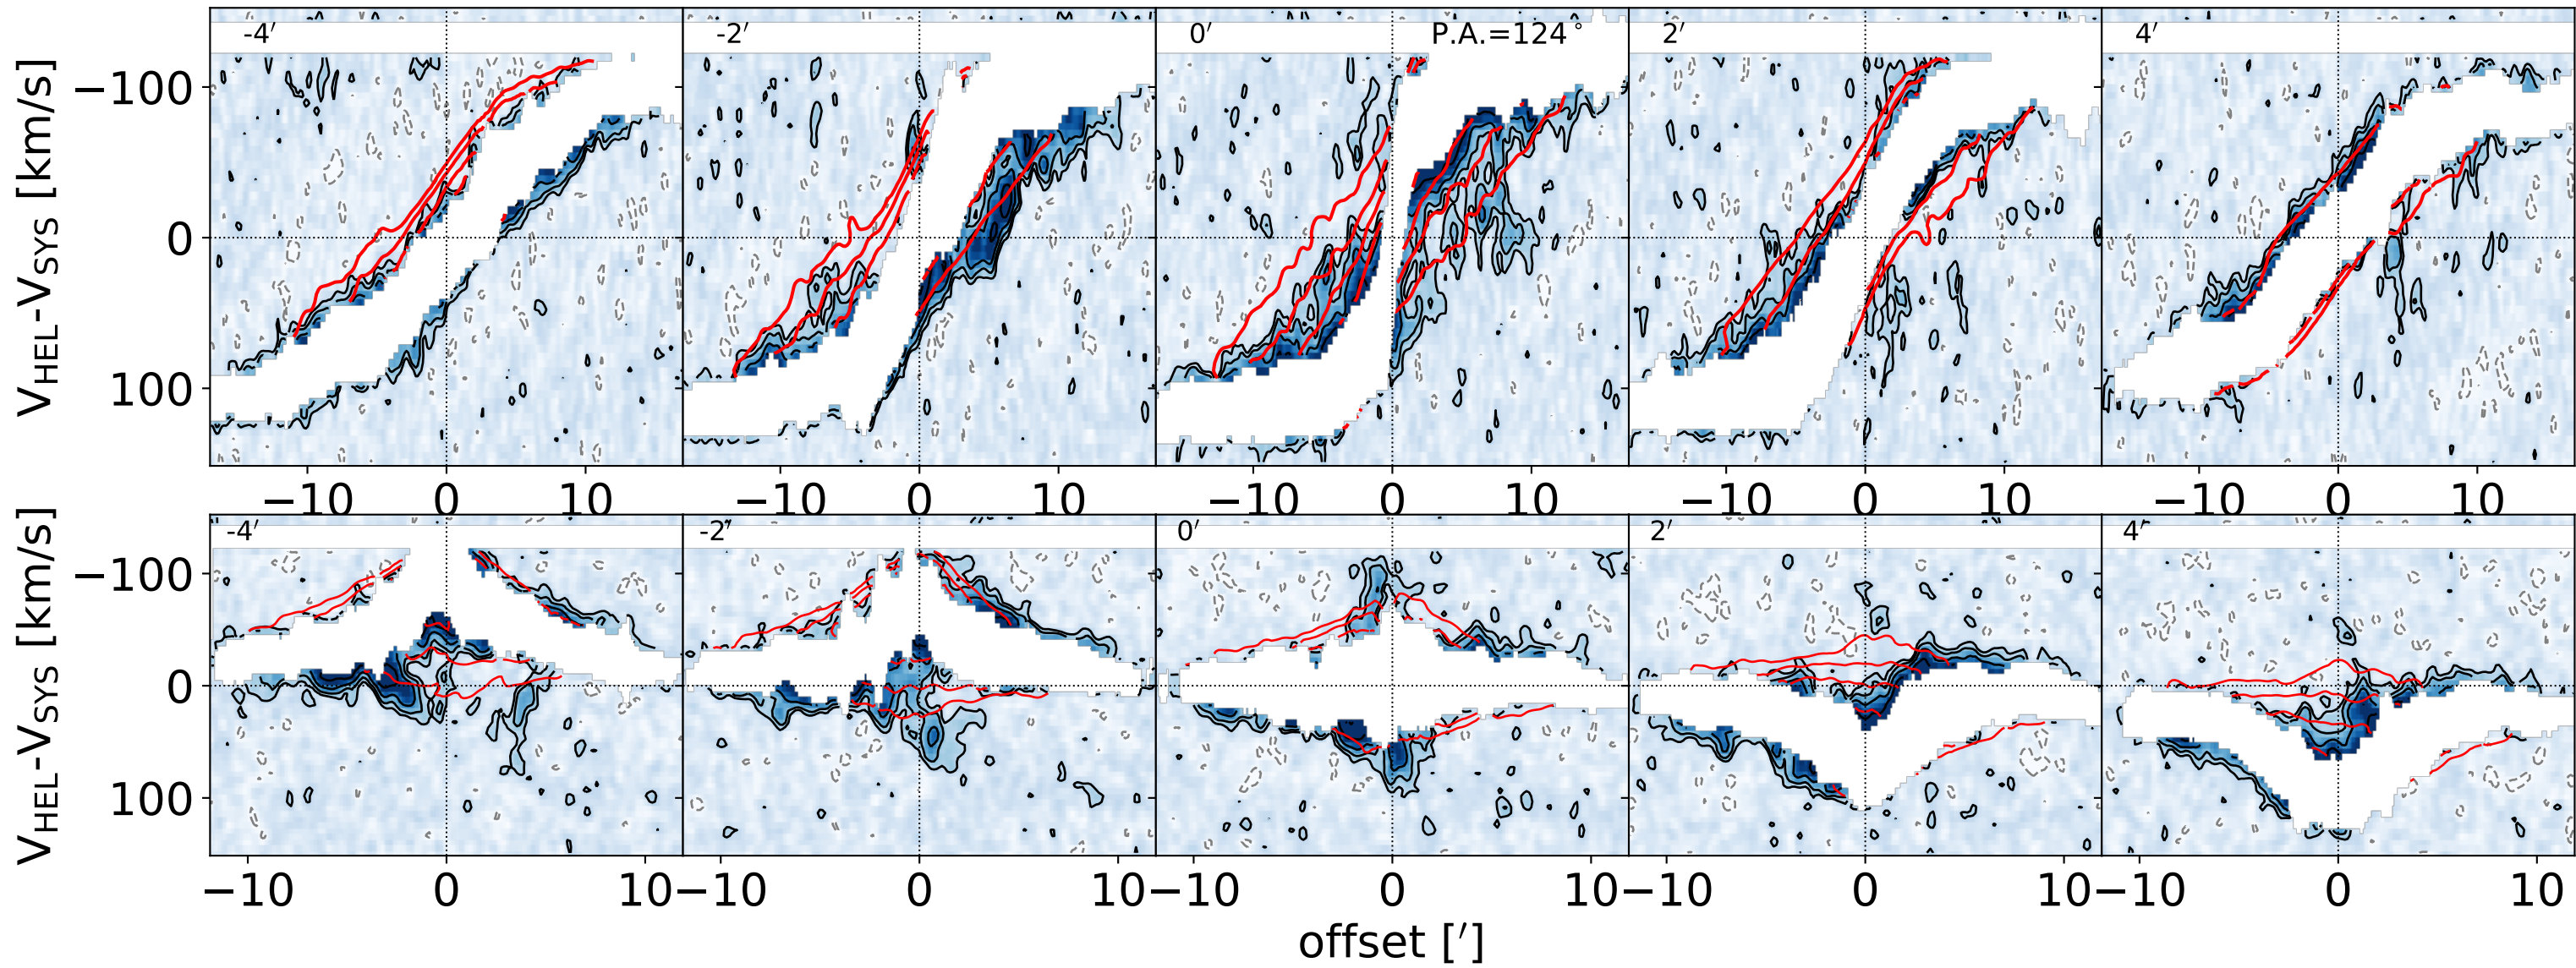 -4′ -2′ 0′ P.A.=124° 2′ 4′
V_HEL-V_SYS [km/s]
−100
0
100
−10 0 10 −10 0 10 −10 0 10 −10 0 10 −10 0 10
-4′ -2′ 0′ 2′ 4′
V_HEL-V_SYS [km/s]
−100
0
100
−10 0 10 −10 0 10 −10 0 10 −10 0 10 −10 0 10
offset [′]